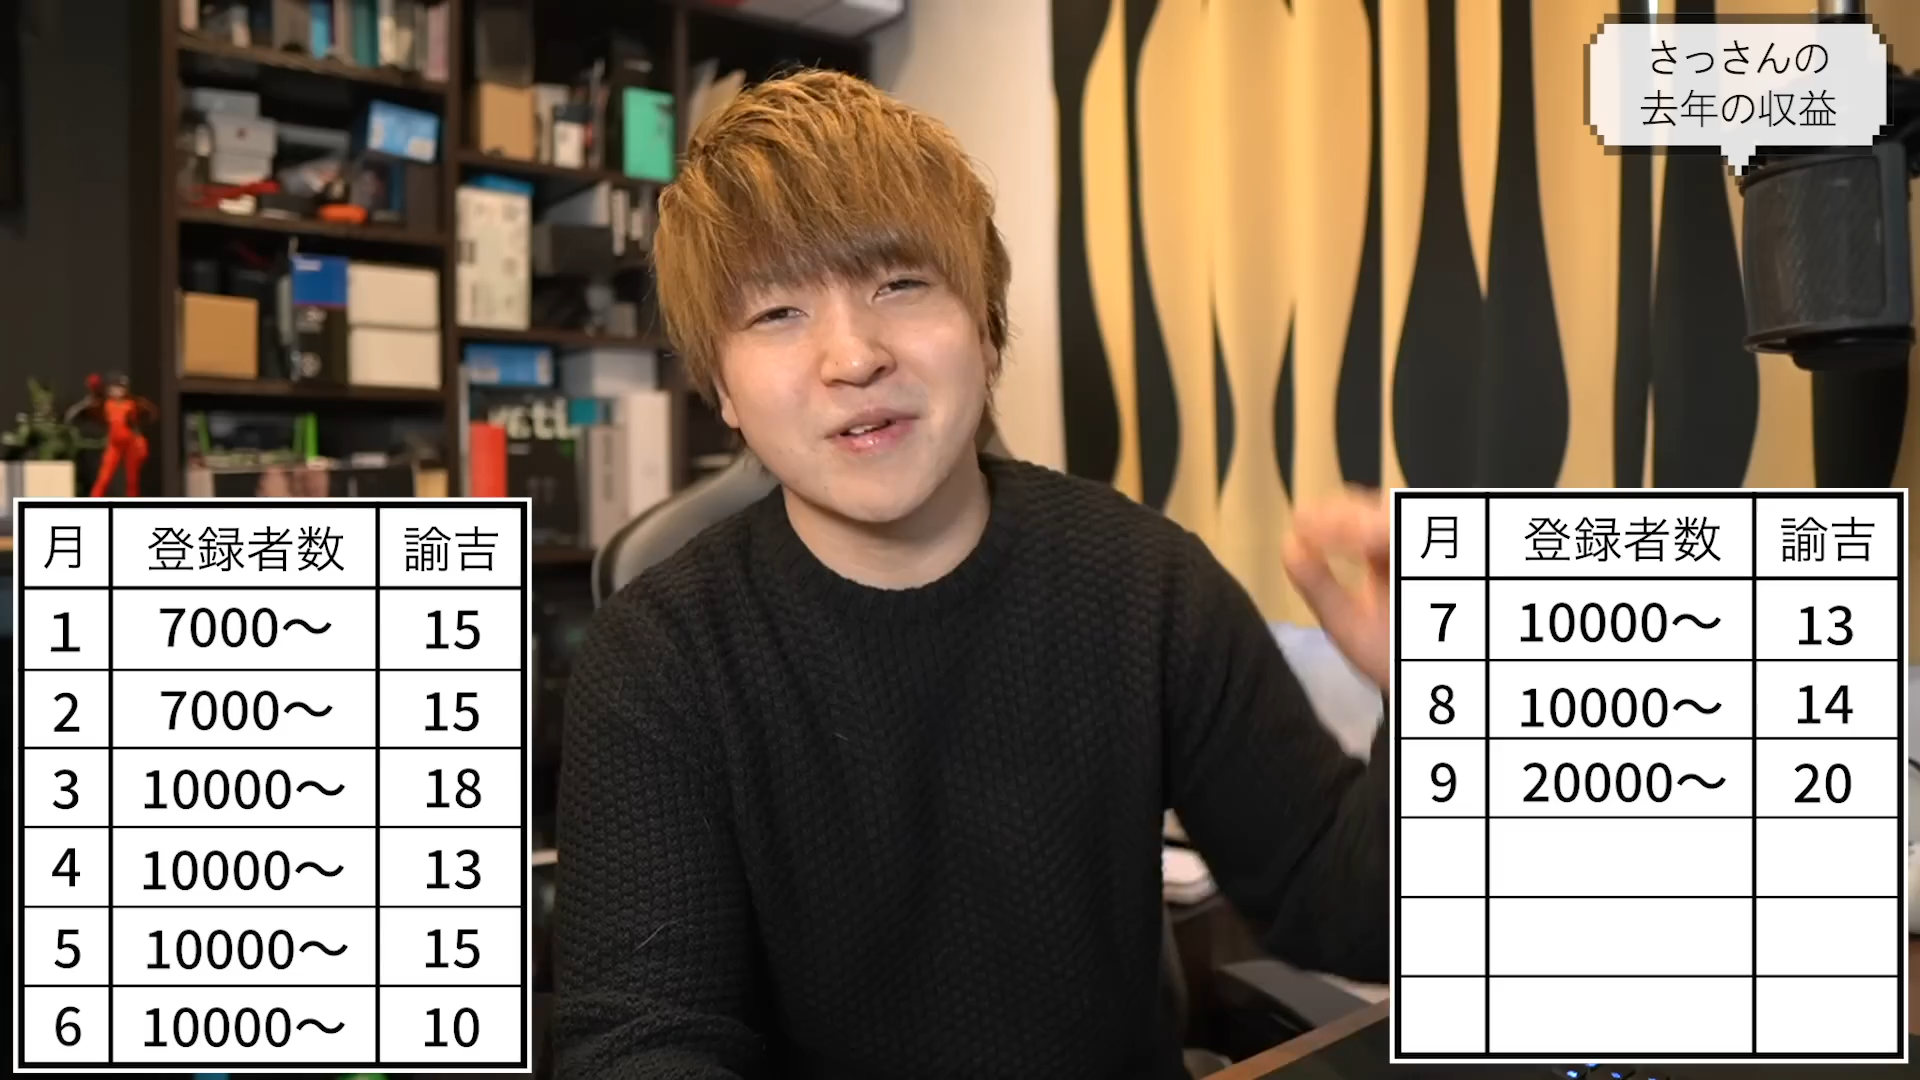 さっさんの
去年の収益
月 登録者数 諭吉
1 7000〜 15
2 7000〜 15
3 10000〜 18
4 10000〜 13
5 10000〜 15
6 10000〜 10
月 登録者数 諭吉
7 10000〜 13
8 10000〜 14
9 20000〜 20